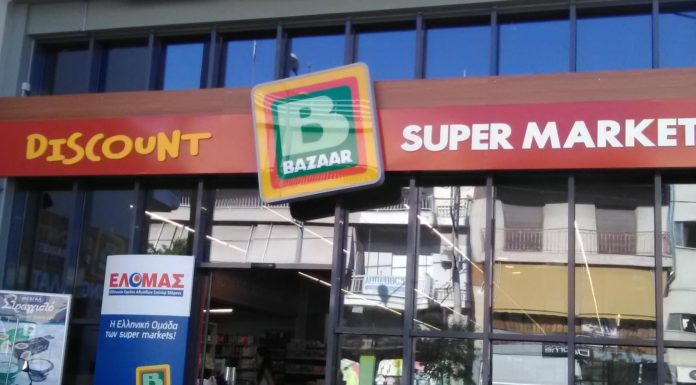 DISCOUNT
B
BAZAAR
SUPER MARKET
ΕΛΟΜΑΣ
Η Ελληνική Ομάδα
των super markets!
B